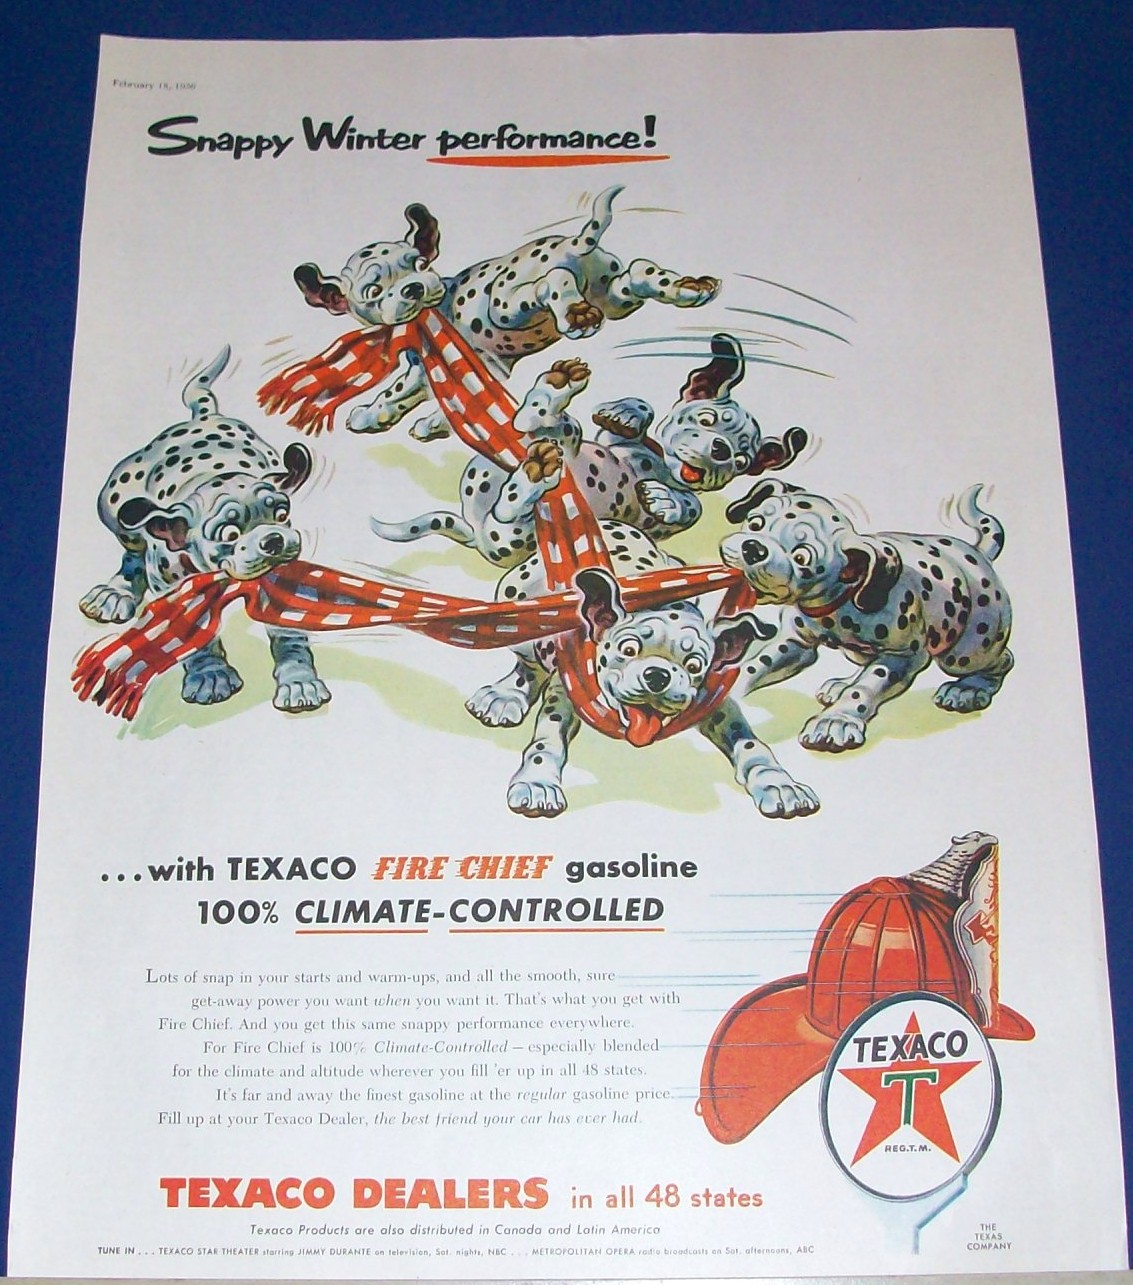 February 18, 1956
Snappy Winter performance!
...with TEXACO FIRE CHIEF gasoline
100% CLIMATE-CONTROLLED
Lots of snap in your starts and warm-ups, and all the smooth, sure
get-away power you want when you want it. That's what you get with
Fire Chief. And you get this same snappy performance everywhere.
For Fire Chief is 100% Climate-Controlled — especially blended
for the climate and altitude wherever you fill 'er up in all 48 states.
It's far and away the finest gasoline at the regular gasoline price.
Fill up at your Texaco Dealer, the best friend your car has ever had.
TEXACO
T
REG.T.M.
TEXACO DEALERS in all 48 states
Texaco Products are also distributed in Canada and Latin America
THE
TEXAS
COMPANY
TUNE IN... TEXACO STAR THEATER starring JIMMY DURANTE on television, Sat. nights, NBC... METROPOLITAN OPERA radio broadcasts on Sat. afternoons, ABC